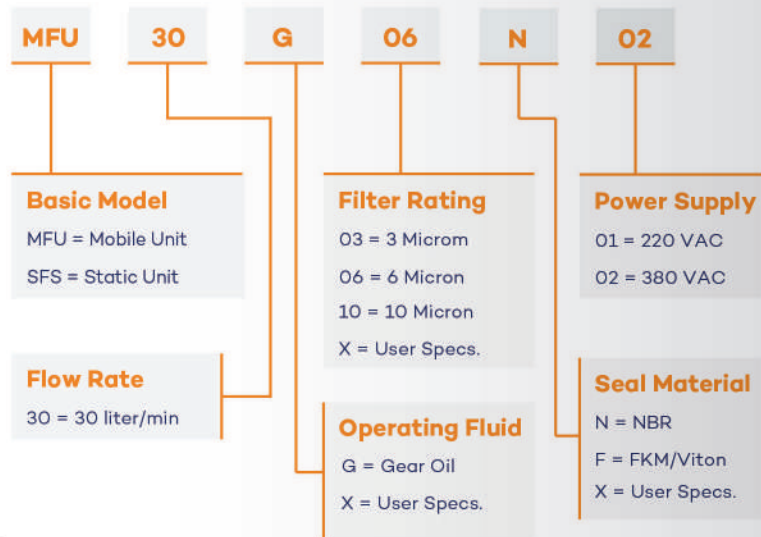 MFU 30 G 06 N 02
Basic Model
MFU = Mobile Unit
SFS = Static Unit
Filter Rating
03 = 3 Microm
06 = 6 Micron
10 = 10 Micron
X = User Specs.
Power Supply
01 = 220 VAC
02 = 380 VAC
Flow Rate
30 = 30 liter/min
Operating Fluid
G = Gear Oil
X = User Specs.
Seal Material
N = NBR
F = FKM/Viton
X = User Specs.